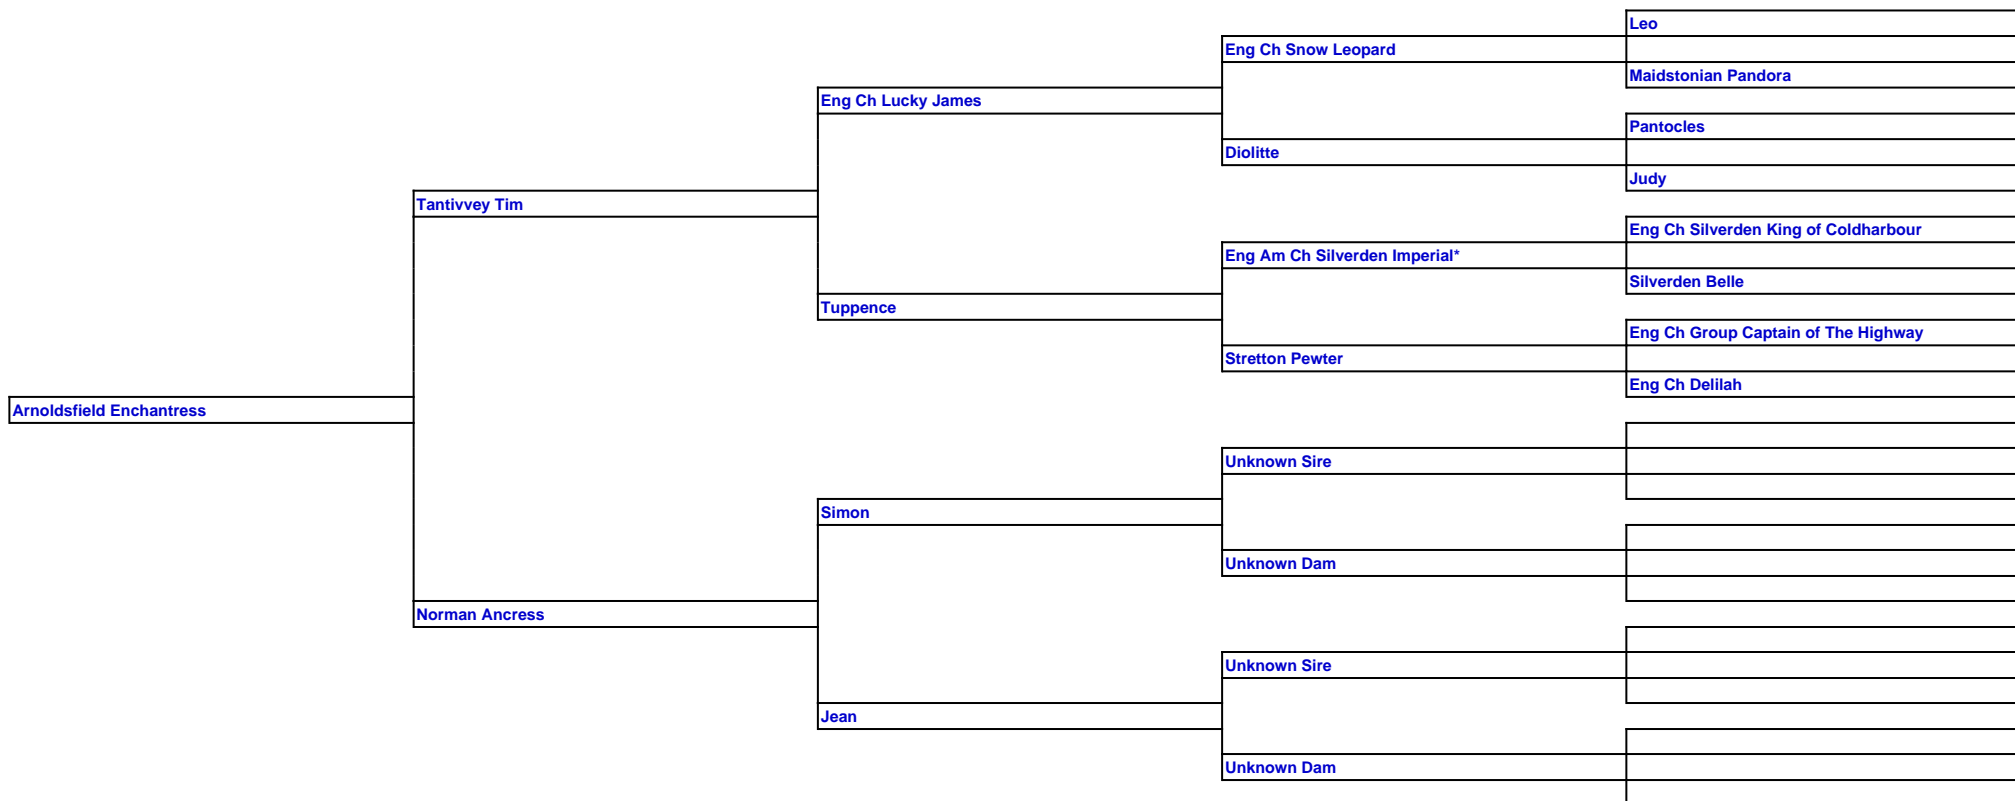 Leo
Eng Ch Snow Leopard
Maidstonian Pandora
Eng Ch Lucky James
Pantocles
Diolitte
Judy
Tantivvey Tim
Eng Ch Silverden King of Coldharbour
Eng Am Ch Silverden Imperial*
Silverden Belle
Tuppence
Eng Ch Group Captain of The Highway
Stretton Pewter
Eng Ch Delilah
Arnoldsfield Enchantress
Unknown Sire
Simon
Unknown Dam
Norman Ancress
Unknown Sire
Jean
Unknown Dam